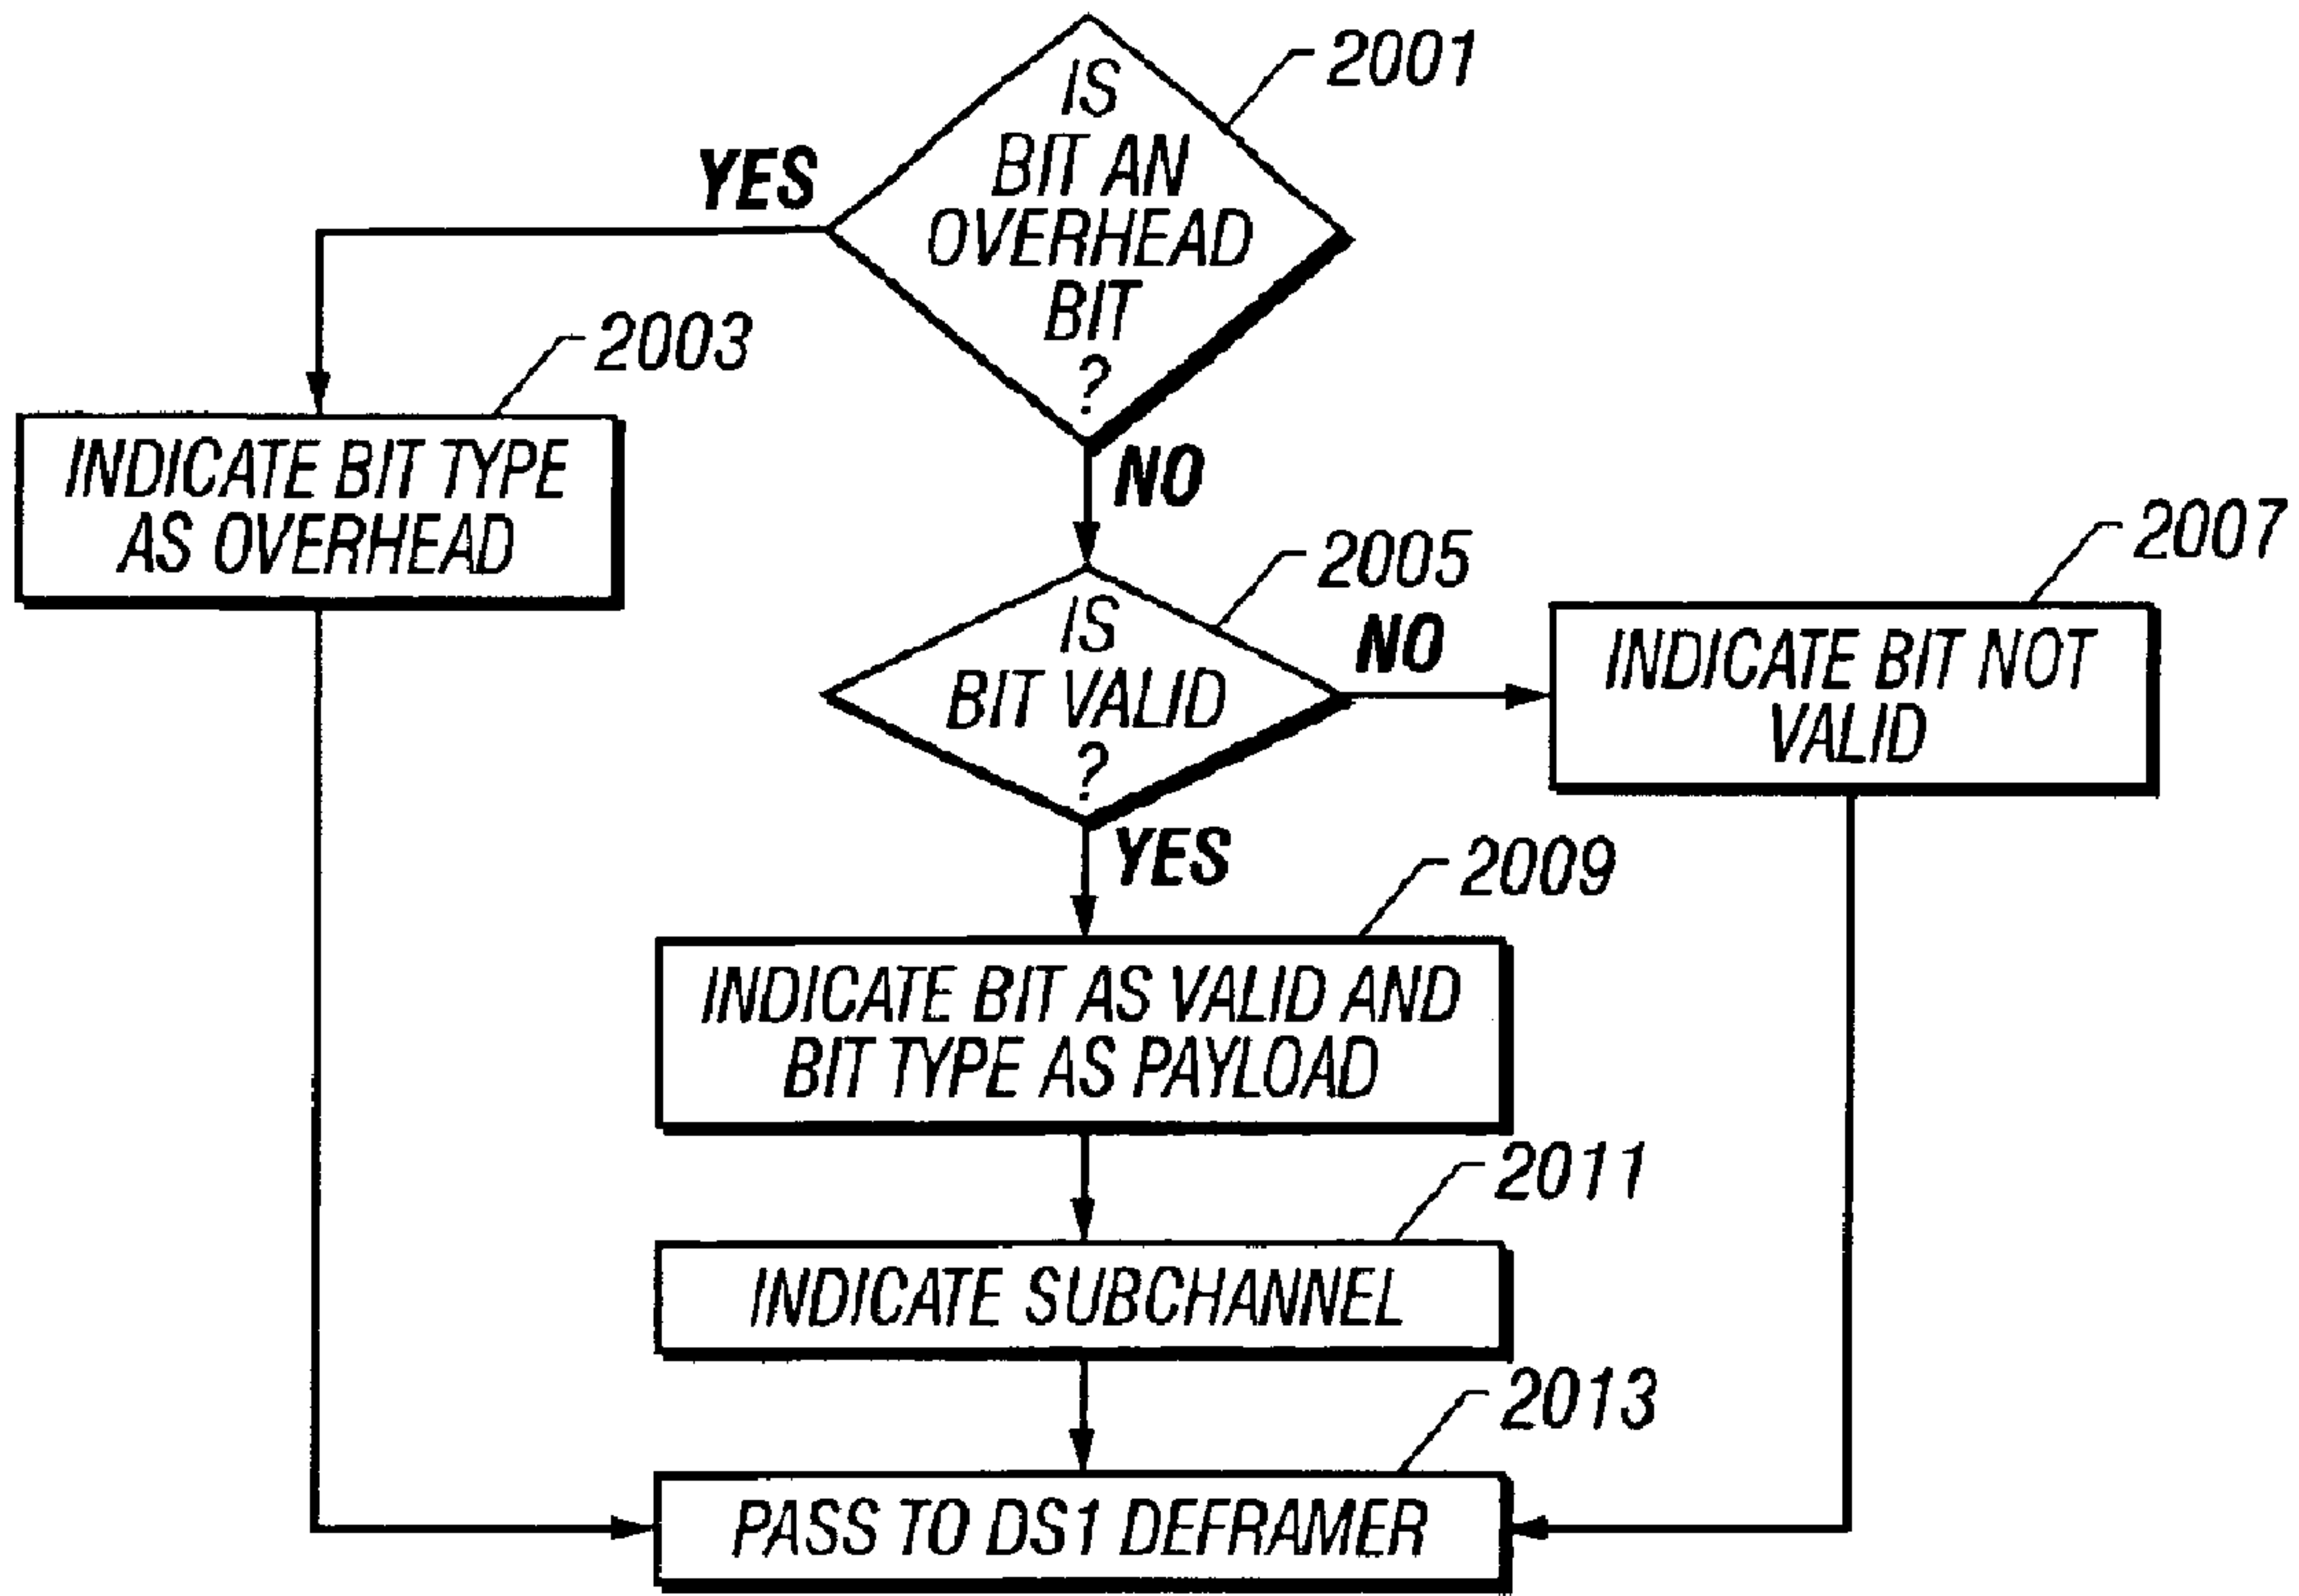 IS
BIT AN
OVERHEAD
BIT
?
2001
YES
NO
2003
INDICATE BIT TYPE
AS OVERHEAD
2005
IS
BIT VALID
?
NO
YES
2007
INDICATE BIT NOT
VALID
2009
INDICATE BIT AS VALID AND
BIT TYPE AS PAYLOAD
2011
INDICATE SUBCHANNEL
2013
PASS TO DS1 DEFRAMER